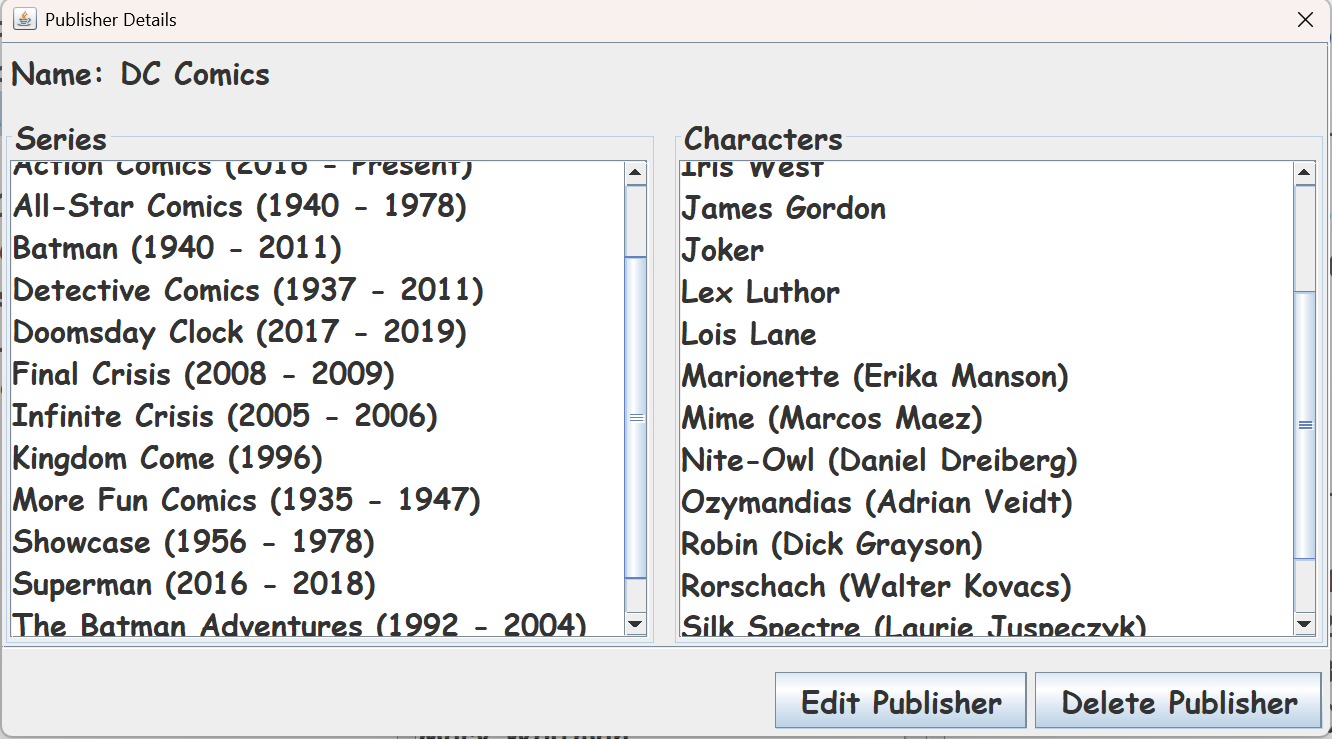 Publisher Details
Name: DC Comics
Series
Action Comics (2016 - Present)
All-Star Comics (1940 - 1978)
Batman (1940 - 2011)
Detective Comics (1937 - 2011)
Doomsday Clock (2017 - 2019)
Final Crisis (2008 - 2009)
Infinite Crisis (2005 - 2006)
Kingdom Come (1996)
More Fun Comics (1935 - 1947)
Showcase (1956 - 1978)
Superman (2016 - 2018)
The Batman Adventures (1992 - 2004)
Characters
Iris West
James Gordon
Joker
Lex Luthor
Lois Lane
Marionette (Erika Manson)
Mime (Marcos Maez)
Nite-Owl (Daniel Dreiberg)
Ozymandias (Adrian Veidt)
Robin (Dick Grayson)
Rorschach (Walter Kovacs)
Silk Spectre (Laurie Juspeczyk)
Edit Publisher
Delete Publisher